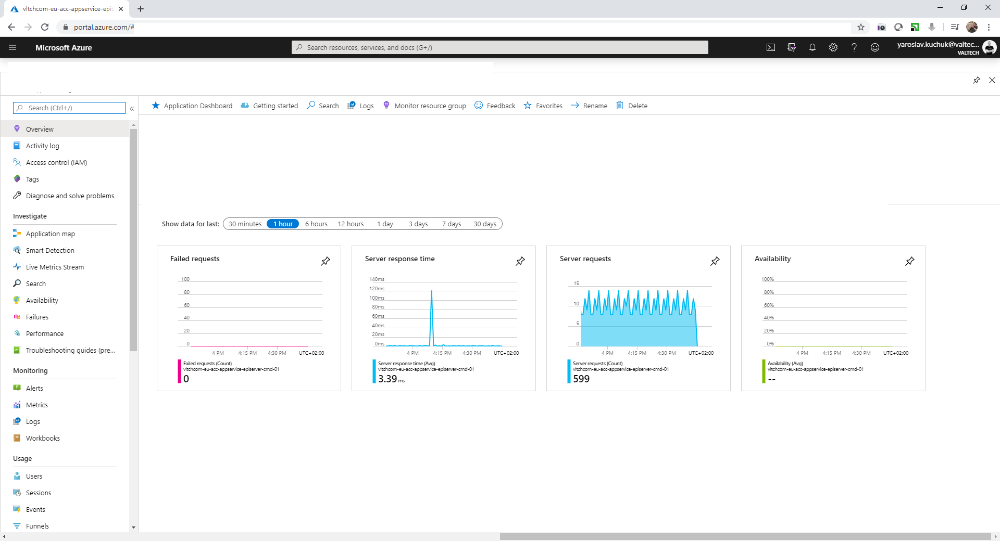 vltchcom-eu-acc-appservice-epis
portal.azure.com/#
Microsoft Azure
Search resources, services, and docs (G+/)
yaroslav.kuchuk@valtec...
VALTECH
Search (Ctrl+/)
«
Application Dashboard
Getting started
Search
Logs
Monitor resource group
Feedback
Favorites
Rename
Delete
Overview
Activity log
Access control (IAM)
Tags
Diagnose and solve problems
Investigate
Application map
Smart Detection
Live Metrics Stream
Search
Availability
Failures
Performance
Troubleshooting guides (pre...
Monitoring
Alerts
Metrics
Logs
Workbooks
Usage
Users
Sessions
Events
Funnels
Show data for last:
30 minutes
1 hour
6 hours
12 hours
1 day
3 days
7 days
30 days
Failed requests
100
80
60
40
20
0
4 PM
4:15 PM
4:30 PM
UTC+02:00
Failed requests (Count)
vltchcom-eu-acc-appservice-episerver-cmd-01
0
Server response time
140ms
120ms
100ms
80ms
60ms
40ms
20ms
0ms
4 PM
4:15 PM
4:30 PM
UTC+02:00
Server response time (Avg)
vltchcom-eu-acc-appservice-episerver-cmd-01
3.39 ms
Server requests
15
10
5
0
4 PM
4:15 PM
4:30 PM
UTC+02:00
Server requests (Count)
vltchcom-eu-acc-appservice-episerver-cmd-01
599
Availability
100%
80%
60%
40%
20%
0%
4 PM
4:15 PM
4:30 PM
UTC+02:00
Availability (Avg)
vltchcom-eu-acc-appservice-episerver-cmd-01
--